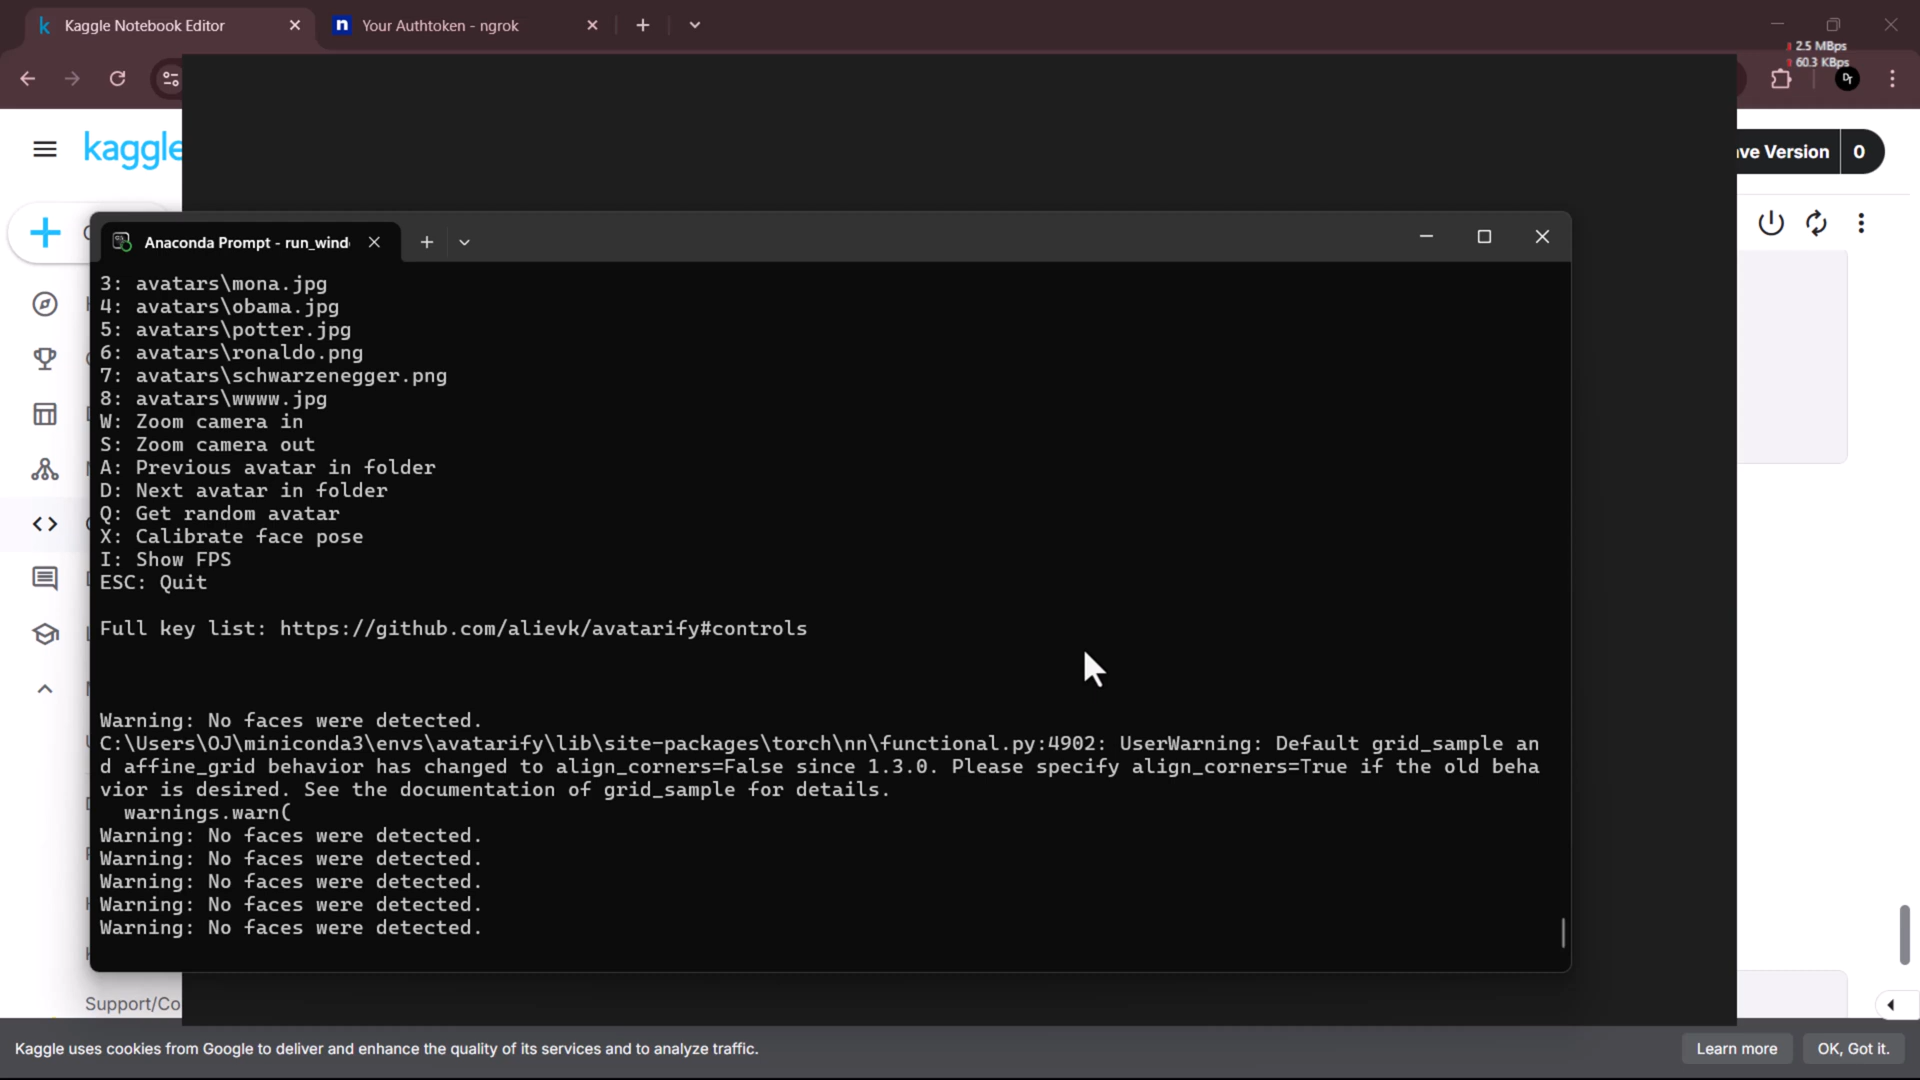 Kaggle Notebook Editor
Your Authtoken - ngrok
2.5 MBps
60.3 KBps
kaggle
ve Version
0
Anaconda Prompt - run_wind
3: avatars\mona.jpg
4: avatars\obama.jpg
5: avatars\potter.jpg
6: avatars\ronaldo.png
7: avatars\schwarzenegger.png
8: avatars\wwww.jpg
W: Zoom camera in
S: Zoom camera out
A: Previous avatar in folder
D: Next avatar in folder
Q: Get random avatar
X: Calibrate face pose
I: Show FPS
ESC: Quit
Full key list: https://github.com/alievk/avatarify#controls
Warning: No faces were detected.
C:\Users\OJ\miniconda3\envs\avatarify\lib\site-packages\torch\nn\functional.py:4902: UserWarning: Default grid_sample an
d affine_grid behavior has changed to align_corners=False since 1.3.0. Please specify align_corners=True if the old beha
vior is desired. See the documentation of grid_sample for details.
warnings.warn(
Warning: No faces were detected.
Warning: No faces were detected.
Warning: No faces were detected.
Warning: No faces were detected.
Warning: No faces were detected.
Support/Co
Kaggle uses cookies from Google to deliver and enhance the quality of its services and to analyze traffic.
Learn more
OK, Got it.